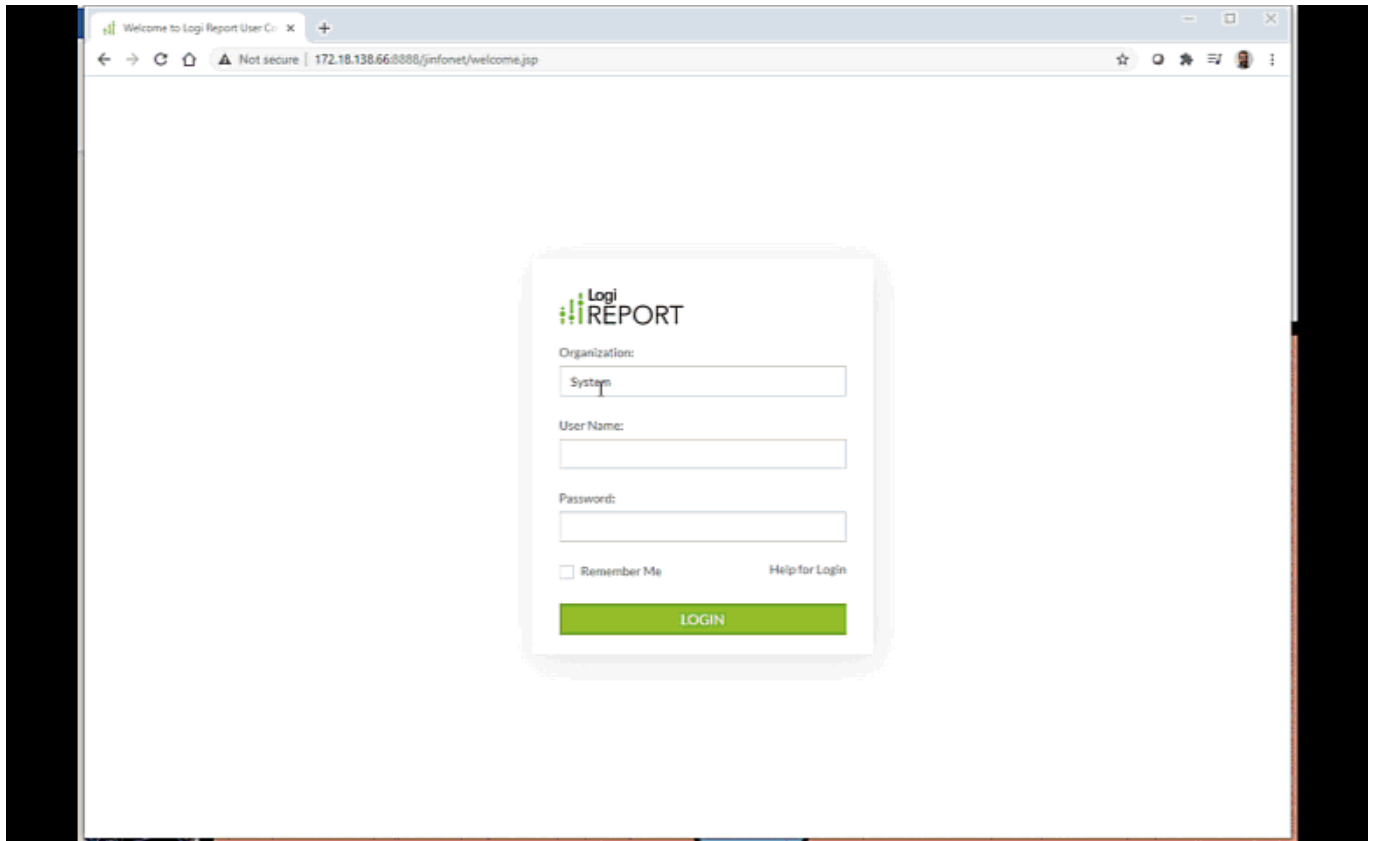 Welcome to Logi Report User Co
Not secure | 172.18.138.66:8888/jinfonet/welcome.jsp
Logi
REPORT
Organization:
System
User Name:
Password:
Remember Me
Help for Login
LOGIN